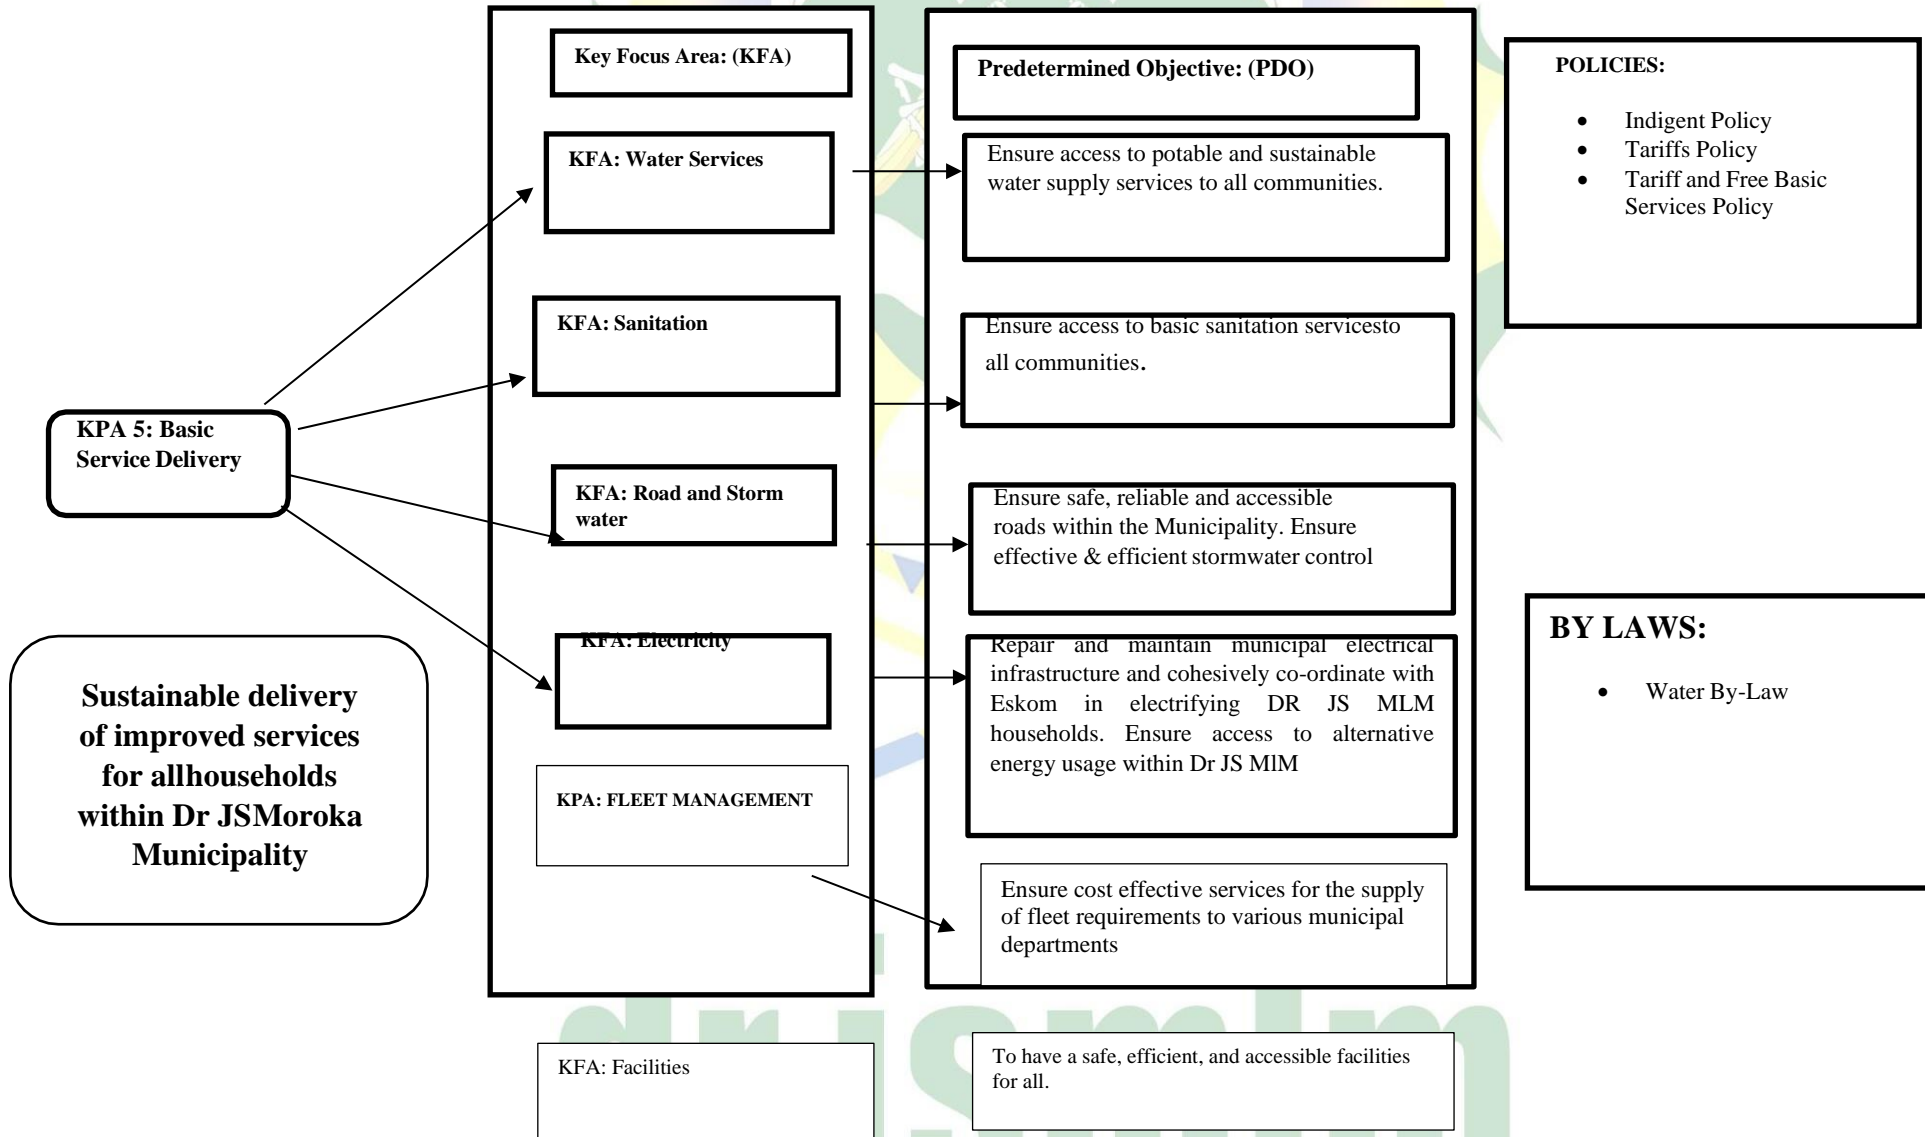 Key Focus Area: (KFA)
Predetermined Objective: (PDO)
POLICIES:
• Indigent Policy
• Tariffs Policy
• Tariff and Free Basic
Services Policy
KFA: Water Services
Ensure access to potable and sustainable
water supply services to all communities.
KFA: Sanitation
Ensure access to basic sanitation servicesto
all communities.
KPA 5: Basic
Service Delivery
KFA: Road and Storm
water
Ensure safe, reliable and accessible
roads within the Municipality. Ensure
effective & efficient stormwater control
KFA: Electricity
Repair and maintain municipal electrical
infrastructure and cohesively co-ordinate with
Eskom in electrifying DR JS MLM
households. Ensure access to alternative
energy usage within Dr JS MlM
BY LAWS:
• Water By-Law
Sustainable delivery
of improved services
for allhouseholds
within Dr JSMoroka
Municipality
KPA: FLEET MANAGEMENT
Ensure cost effective services for the supply
of fleet requirements to various municipal
departments
KFA: Facilities
To have a safe, efficient, and accessible facilities
for all.
drjsmlm